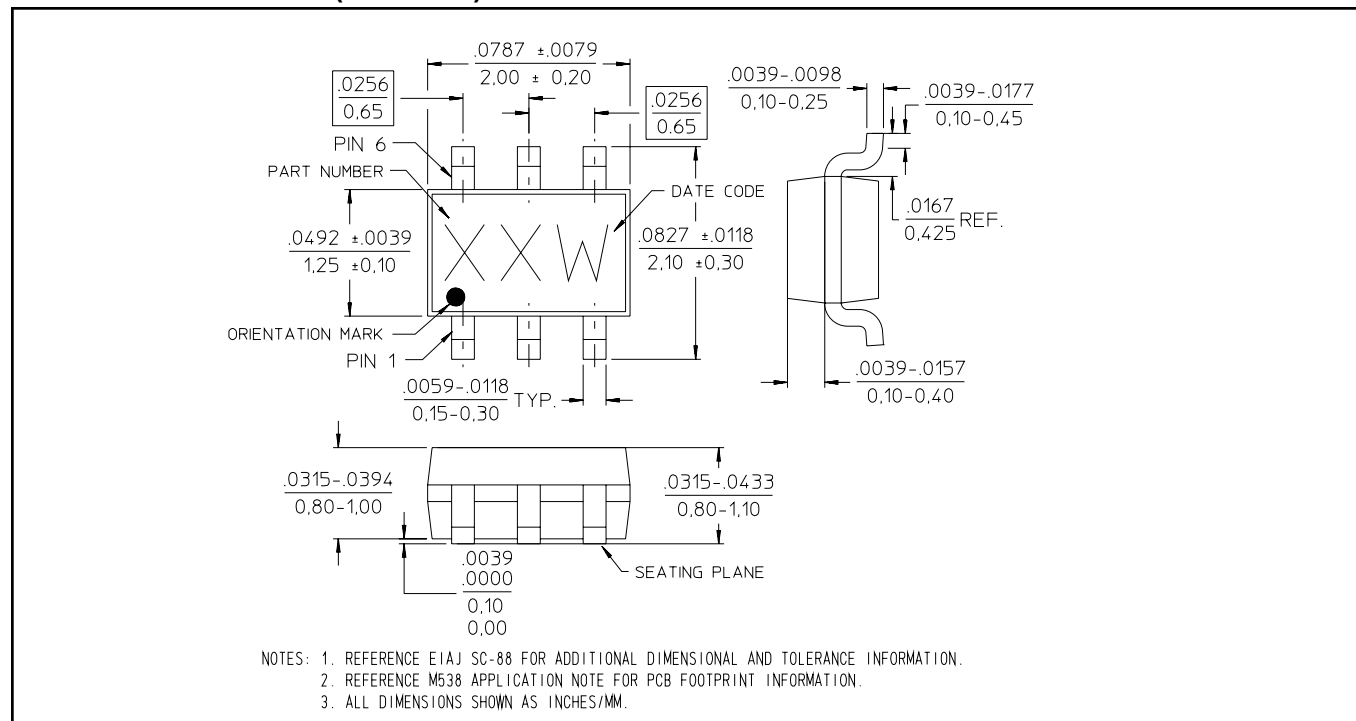 .0787 ±.0079
2,00 ± 0,20
.0256
0,65
.0256
0.65
.0039-.0098
0,10-0,25
.0039-.0177
0,10-0,45
PIN 6
PART NUMBER
DATE CODE
.0167
0,425
REF.
.0492 ±.0039
1,25 ±0,10
XXW
.0827 ±.0118
2,10 ±0,30
ORIENTATION MARK
PIN 1
.0059-.0118
0,15-0,30
TYP.
.0039-.0157
0,10-0,40
.0315-.0394
0,80-1,00
.0315-.0433
0,80-1,10
.0039
.0000
0,10
0,00
SEATING PLANE
NOTES: 1. REFERENCE EIAJ SC-88 FOR ADDITIONAL DIMENSIONAL AND TOLERANCE INFORMATION.
2. REFERENCE M538 APPLICATION NOTE FOR PCB FOOTPRINT INFORMATION.
3. ALL DIMENSIONS SHOWN AS INCHES/MM.